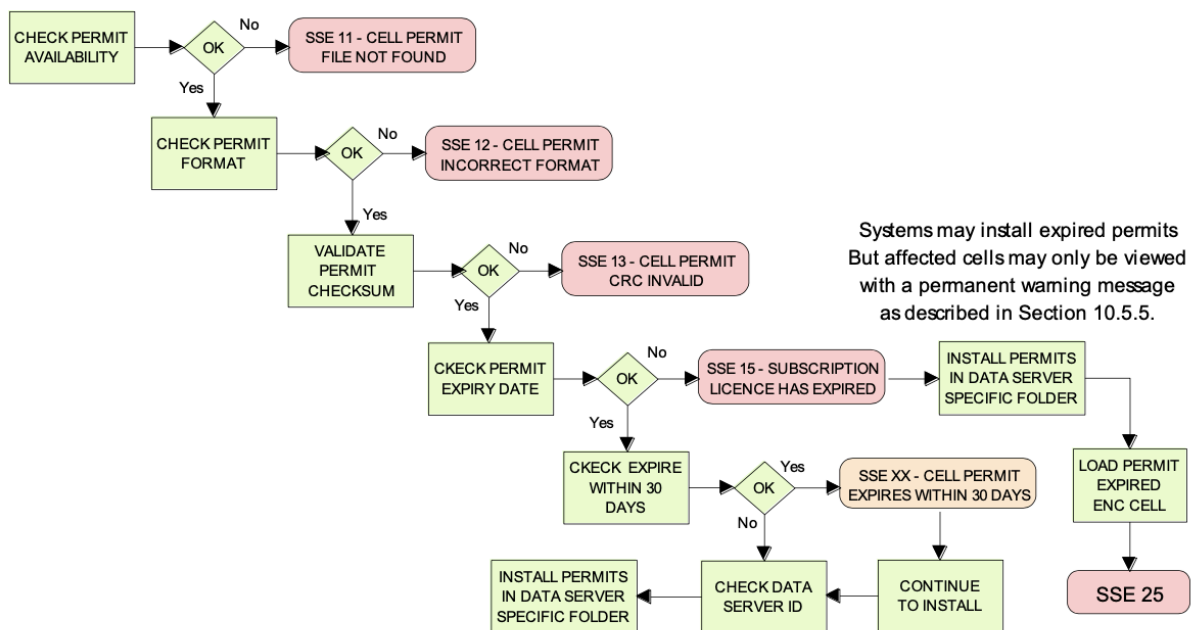 CHECK PERMIT
AVAILABILITY
OK
No
SSE 11 - CELL PERMIT
FILE NOT FOUND
Yes
CHECK PERMIT
FORMAT
OK
No
SSE 12 - CELL PERMIT
INCORRECT FORMAT
Yes
VALIDATE
PERMIT
CHECKSUM
OK
No
SSE 13 - CELL PERMIT
CRC INVALID
Yes
Systems may install expired permits
But affected cells may only be viewed
with a permanent warning message
as described in Section 10.5.5.
CKECK PERMIT
EXPIRY DATE
OK
No
SSE 15 - SUBSCRIPTION
LICENCE HAS EXPIRED
INSTALL PERMITS
IN DATA SERVER
SPECIFIC FOLDER
Yes
CKECK EXPIRE
WITHIN 30
DAYS
OK
Yes
SSE XX - CELL PERMIT
EXPIRES WITHIN 30 DAYS
LOAD PERMIT
EXPIRED
ENC CELL
No
INSTALL PERMITS
IN DATA SERVER
SPECIFIC FOLDER
CHECK DATA
SERVER ID
CONTINUE
TO INSTALL
SSE 25